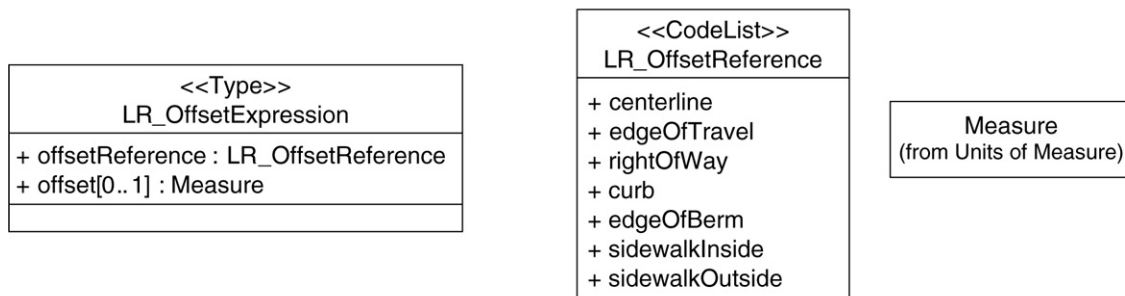 <<Type>>
LR_OffsetExpression
+ offsetReference : LR_OffsetReference
+ offset[0..1] : Measure
<<CodeList>>
LR_OffsetReference
+ centerline
+ edgeOfTravel
+ rightOfWay
+ curb
+ edgeOfBerm
+ sidewalkInside
+ sidewalkOutside
Measure
(from Units of Measure)